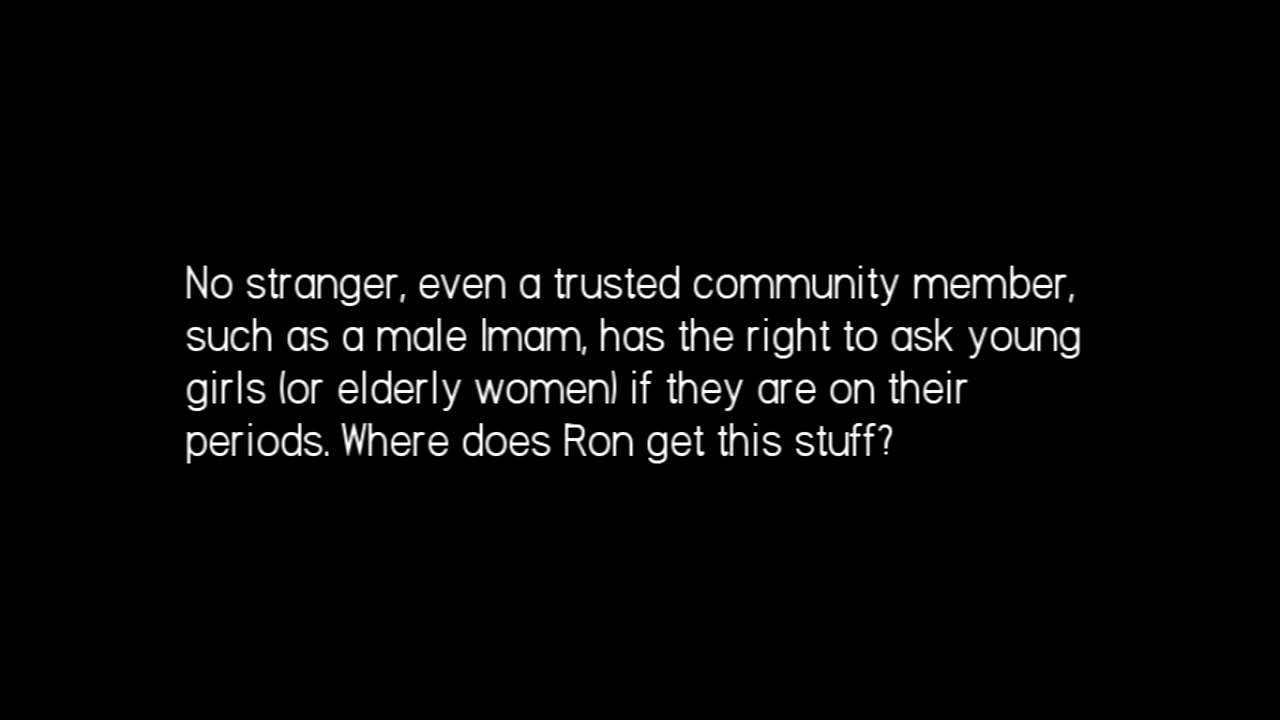 No stranger, even a trusted community member,
such as a male Imam, has the right to ask young
girls (or elderly women) if they are on their
periods. Where does Ron get this stuff?